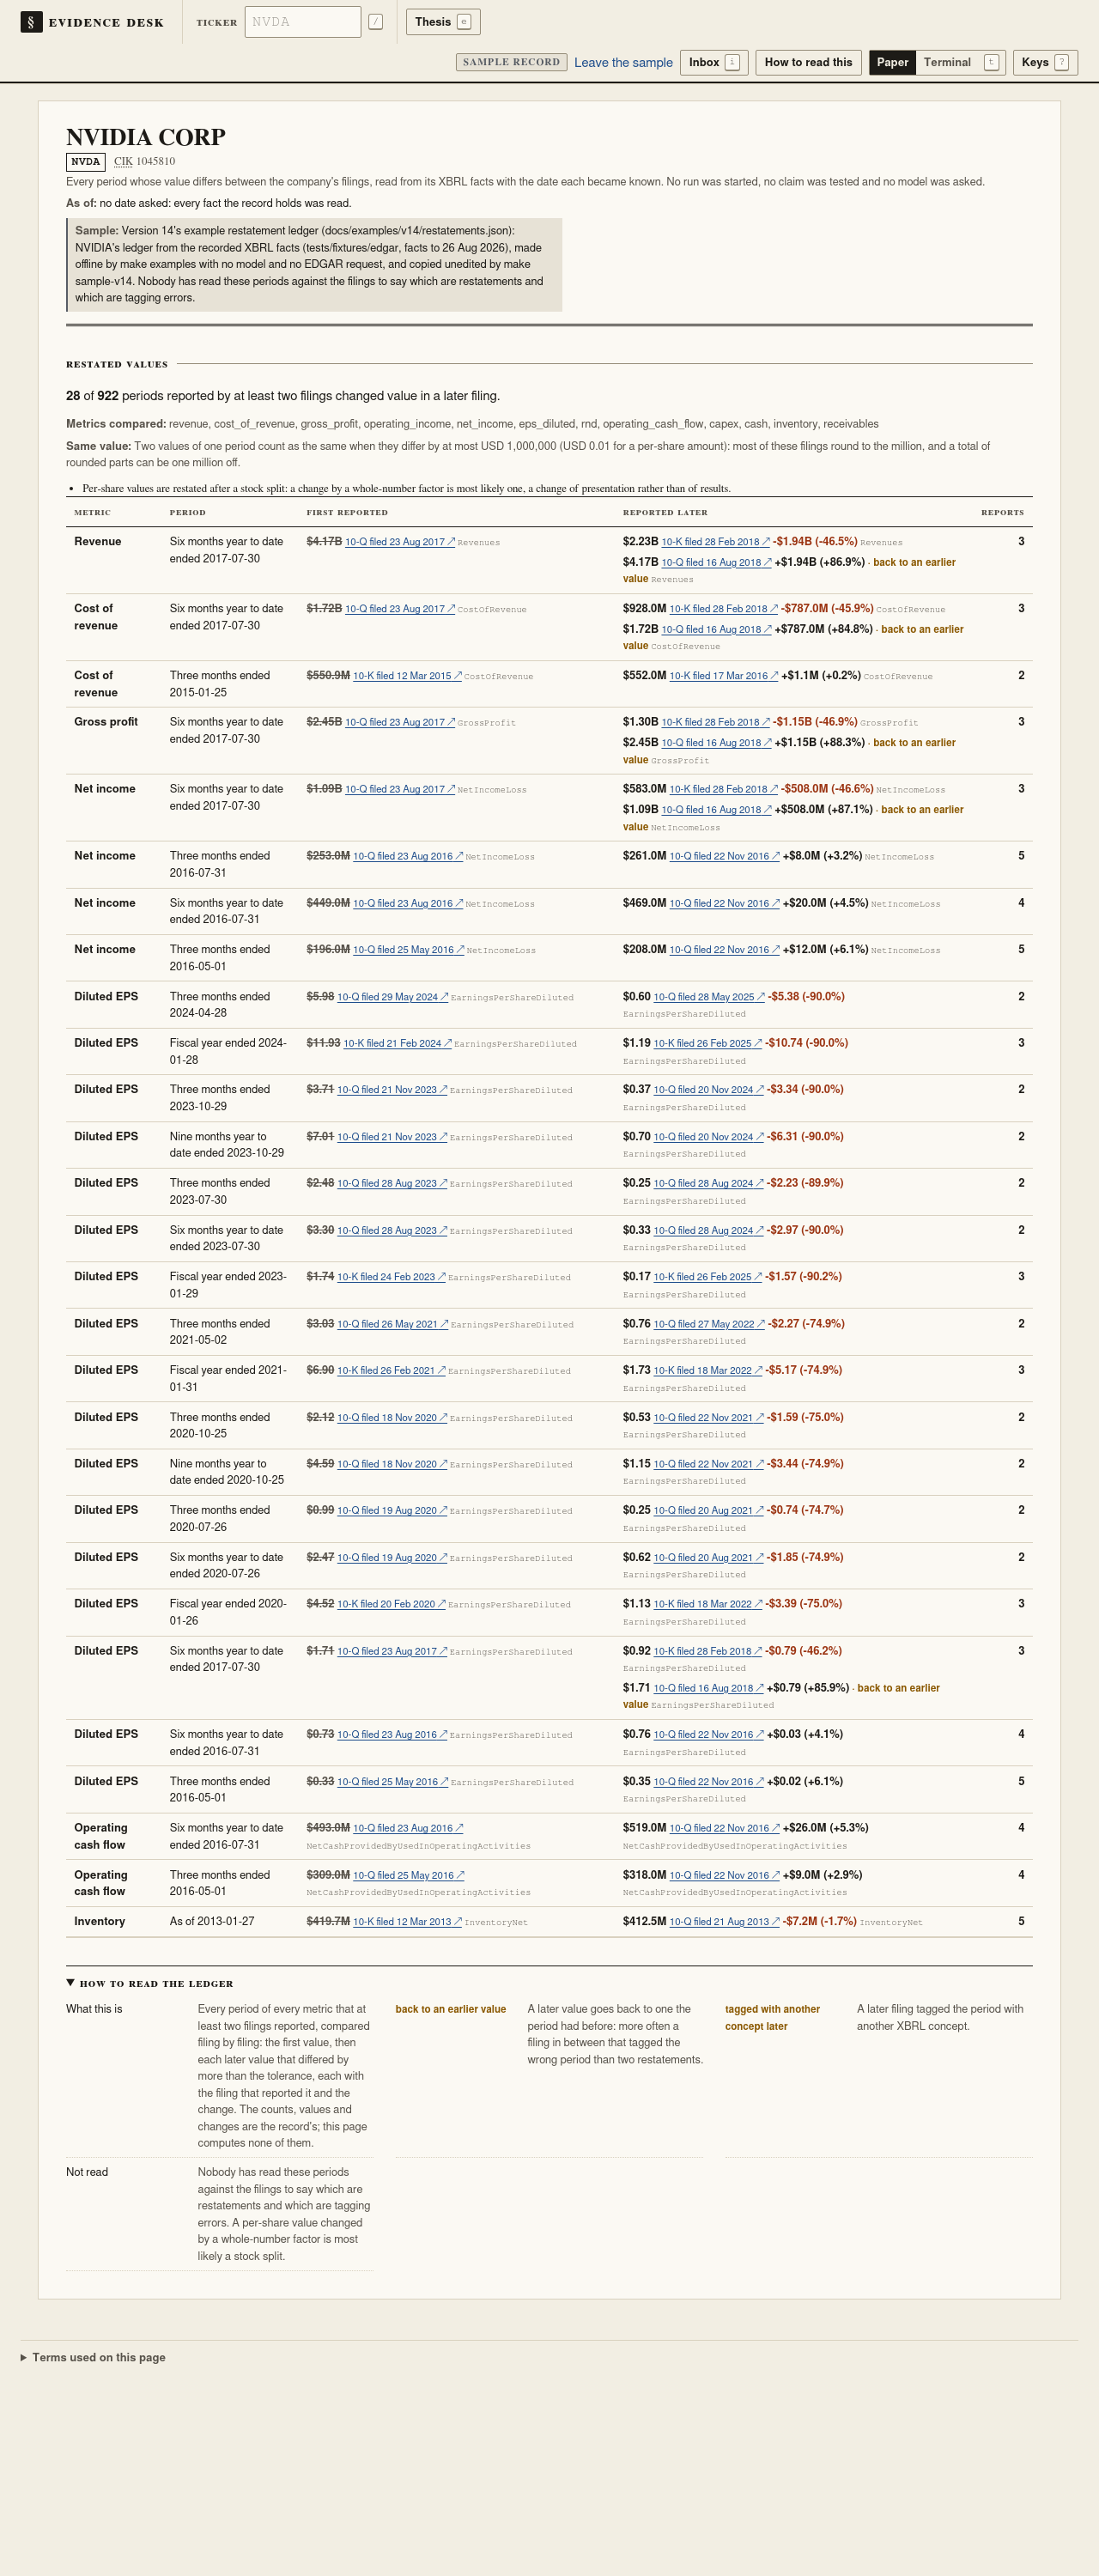 § EVIDENCE DESK
TICKER NVDA /
Thesis e
SAMPLE RECORD Leave the sample Inbox i How to read this Paper Terminal t Keys ?
NVIDIA CORP
NVDA CIK 1045810
Every period whose value differs between the company's filings, read from its XBRL facts with the date each became known. No run was started, no claim was tested and no model was asked.
As of: no date asked: every fact the record holds was read.
Sample: Version 14's example restatement ledger (docs/examples/v14/restatements.json):
NVIDIA's ledger from the recorded XBRL facts (tests/fixtures/edgar, facts to 26 Aug 2026), made
offline by make examples with no model and no EDGAR request, and copied unedited by make
sample-v14. Nobody has read these periods against the filings to say which are restatements and
which are tagging errors.
RESTATED VALUES
28 of 922 periods reported by at least two filings changed value in a later filing.
Metrics compared: revenue, cost_of_revenue, gross_profit, operating_income, net_income, eps_diluted, rnd, operating_cash_flow, capex, cash, inventory, receivables
Same value: Two values of one period count as the same when they differ by at most USD 1,000,000 (USD 0.01 for a per-share amount): most of these filings round to the million, and a total of
rounded parts can be one million off.
• Per-share values are restated after a stock split: a change by a whole-number factor is most likely one, a change of presentation rather than of results.
METRIC PERIOD FIRST REPORTED REPORTED LATER REPORTS
Revenue Six months year to date $4.17B 10-Q filed 23 Aug 2017 ↗ Revenues $2.23B 10-K filed 28 Feb 2018 ↗ -$1.94B (-46.5%) Revenues 3
ended 2017-07-30 $4.17B 10-Q filed 16 Aug 2018 ↗ +$1.94B (+86.9%) · back to an earlier
value Revenues
Cost of Six months year to date $1.72B 10-Q filed 23 Aug 2017 ↗ CostOfRevenue $928.0M 10-K filed 28 Feb 2018 ↗ -$787.0M (-45.9%) CostOfRevenue 3
revenue ended 2017-07-30 $1.72B 10-Q filed 16 Aug 2018 ↗ +$787.0M (+84.8%) · back to an earlier
value CostOfRevenue
Cost of Three months ended $550.9M 10-K filed 12 Mar 2015 ↗ CostOfRevenue $552.0M 10-K filed 17 Mar 2016 ↗ +$1.1M (+0.2%) CostOfRevenue 2
revenue 2015-01-25
Gross profit Six months year to date $2.45B 10-Q filed 23 Aug 2017 ↗ GrossProfit $1.30B 10-K filed 28 Feb 2018 ↗ -$1.15B (-46.9%) GrossProfit 3
ended 2017-07-30 $2.45B 10-Q filed 16 Aug 2018 ↗ +$1.15B (+88.3%) · back to an earlier
value GrossProfit
Net income Six months year to date $1.09B 10-Q filed 23 Aug 2017 ↗ NetIncomeLoss $583.0M 10-K filed 28 Feb 2018 ↗ -$508.0M (-46.6%) NetIncomeLoss 3
ended 2017-07-30 $1.09B 10-Q filed 16 Aug 2018 ↗ +$508.0M (+87.1%) · back to an earlier
value NetIncomeLoss
Net income Three months ended $253.0M 10-Q filed 23 Aug 2016 ↗ NetIncomeLoss $261.0M 10-Q filed 22 Nov 2016 ↗ +$8.0M (+3.2%) NetIncomeLoss 5
2016-07-31
Net income Six months year to date $449.0M 10-Q filed 23 Aug 2016 ↗ NetIncomeLoss $469.0M 10-Q filed 22 Nov 2016 ↗ +$20.0M (+4.5%) NetIncomeLoss 4
ended 2016-07-31
Net income Three months ended $196.0M 10-Q filed 25 May 2016 ↗ NetIncomeLoss $208.0M 10-Q filed 22 Nov 2016 ↗ +$12.0M (+6.1%) NetIncomeLoss 5
2016-05-01
Diluted EPS Three months ended $5.98 10-Q filed 29 May 2024 ↗ EarningsPerShareDiluted $0.60 10-Q filed 28 May 2025 ↗ -$5.38 (-90.0%) 2
2024-04-28 EarningsPerShareDiluted
Diluted EPS Fiscal year ended 2024- $11.93 10-K filed 21 Feb 2024 ↗ EarningsPerShareDiluted $1.19 10-K filed 26 Feb 2025 ↗ -$10.74 (-90.0%) 3
01-28 EarningsPerShareDiluted
Diluted EPS Three months ended $3.71 10-Q filed 21 Nov 2023 ↗ EarningsPerShareDiluted $0.37 10-Q filed 20 Nov 2024 ↗ -$3.34 (-90.0%) 2
2023-10-29 EarningsPerShareDiluted
Diluted EPS Nine months year to $7.01 10-Q filed 21 Nov 2023 ↗ EarningsPerShareDiluted $0.70 10-Q filed 20 Nov 2024 ↗ -$6.31 (-90.0%) 2
date ended 2023-10-29 EarningsPerShareDiluted
Diluted EPS Three months ended $2.48 10-Q filed 28 Aug 2023 ↗ EarningsPerShareDiluted $0.25 10-Q filed 28 Aug 2024 ↗ -$2.23 (-89.9%) 2
2023-07-30 EarningsPerShareDiluted
Diluted EPS Six months year to date $3.30 10-Q filed 28 Aug 2023 ↗ EarningsPerShareDiluted $0.33 10-Q filed 28 Aug 2024 ↗ -$2.97 (-90.0%) 2
ended 2023-07-30 EarningsPerShareDiluted
Diluted EPS Fiscal year ended 2023- $1.74 10-K filed 24 Feb 2023 ↗ EarningsPerShareDiluted $0.17 10-K filed 26 Feb 2025 ↗ -$1.57 (-90.2%) 3
01-29 EarningsPerShareDiluted
Diluted EPS Three months ended $3.03 10-Q filed 26 May 2021 ↗ EarningsPerShareDiluted $0.76 10-Q filed 27 May 2022 ↗ -$2.27 (-74.9%) 2
2021-05-02 EarningsPerShareDiluted
Diluted EPS Fiscal year ended 2021- $6.90 10-K filed 26 Feb 2021 ↗ EarningsPerShareDiluted $1.73 10-K filed 18 Mar 2022 ↗ -$5.17 (-74.9%) 3
01-31 EarningsPerShareDiluted
Diluted EPS Three months ended $2.12 10-Q filed 18 Nov 2020 ↗ EarningsPerShareDiluted $0.53 10-Q filed 22 Nov 2021 ↗ -$1.59 (-75.0%) 2
2020-10-25 EarningsPerShareDiluted
Diluted EPS Nine months year to $4.59 10-Q filed 18 Nov 2020 ↗ EarningsPerShareDiluted $1.15 10-Q filed 22 Nov 2021 ↗ -$3.44 (-74.9%) 2
date ended 2020-10-25 EarningsPerShareDiluted
Diluted EPS Three months ended $0.99 10-Q filed 19 Aug 2020 ↗ EarningsPerShareDiluted $0.25 10-Q filed 20 Aug 2021 ↗ -$0.74 (-74.7%) 2
2020-07-26 EarningsPerShareDiluted
Diluted EPS Six months year to date $2.47 10-Q filed 19 Aug 2020 ↗ EarningsPerShareDiluted $0.62 10-Q filed 20 Aug 2021 ↗ -$1.85 (-74.9%) 2
ended 2020-07-26 EarningsPerShareDiluted
Diluted EPS Fiscal year ended 2020- $4.52 10-K filed 20 Feb 2020 ↗ EarningsPerShareDiluted $1.13 10-K filed 18 Mar 2022 ↗ -$3.39 (-75.0%) 3
01-26 EarningsPerShareDiluted
Diluted EPS Six months year to date $1.71 10-Q filed 23 Aug 2017 ↗ EarningsPerShareDiluted $0.92 10-K filed 28 Feb 2018 ↗ -$0.79 (-46.2%) 3
ended 2017-07-30 EarningsPerShareDiluted
$1.71 10-Q filed 16 Aug 2018 ↗ +$0.79 (+85.9%) · back to an earlier
value EarningsPerShareDiluted
Diluted EPS Six months year to date $0.73 10-Q filed 23 Aug 2016 ↗ EarningsPerShareDiluted $0.76 10-Q filed 22 Nov 2016 ↗ +$0.03 (+4.1%) 4
ended 2016-07-31 EarningsPerShareDiluted
Diluted EPS Three months ended $0.33 10-Q filed 25 May 2016 ↗ EarningsPerShareDiluted $0.35 10-Q filed 22 Nov 2016 ↗ +$0.02 (+6.1%) 5
2016-05-01 EarningsPerShareDiluted
Operating Six months year to date $493.0M 10-Q filed 23 Aug 2016 ↗ $519.0M 10-Q filed 22 Nov 2016 ↗ +$26.0M (+5.3%) 4
cash flow ended 2016-07-31 NetCashProvidedByUsedInOperatingActivities NetCashProvidedByUsedInOperatingActivities
Operating Three months ended $309.0M 10-Q filed 25 May 2016 ↗ $318.0M 10-Q filed 22 Nov 2016 ↗ +$9.0M (+2.9%) 4
cash flow 2016-05-01 NetCashProvidedByUsedInOperatingActivities NetCashProvidedByUsedInOperatingActivities
Inventory As of 2013-01-27 $419.7M 10-K filed 12 Mar 2013 ↗ InventoryNet $412.5M 10-Q filed 21 Aug 2013 ↗ -$7.2M (-1.7%) InventoryNet 5
▼ HOW TO READ THE LEDGER
What this is
Every period of every metric that at
least two filings reported, compared
filing by filing: the first value, then
each later value that differed by
more than the tolerance, each with
the filing that reported it and the
change. The counts, values and
changes are the record's; this page
computes none of them.
back to an earlier value
A later value goes back to one the
period had before: more often a
filing in between that tagged the
wrong period than two restatements.
tagged with another
concept later
A later filing tagged the period with
another XBRL concept.
Not read
Nobody has read these periods
against the filings to say which are
restatements and which are tagging
errors. A per-share value changed
by a whole-number factor is most
likely a stock split.
▶ Terms used on this page